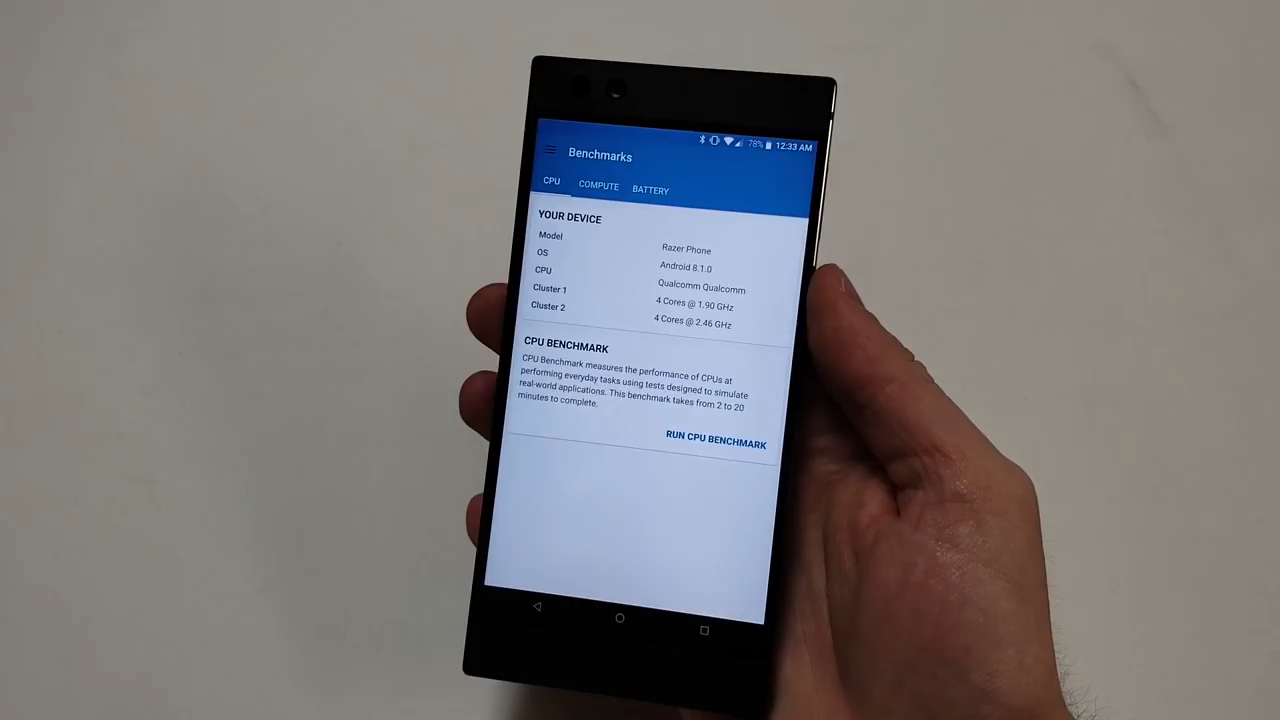 78% 12:33 AM
Benchmarks
CPU COMPUTE BATTERY
YOUR DEVICE
Model Razer Phone
OS Android 8.1.0
CPU Qualcomm Qualcomm
Cluster 1 4 Cores @ 1.90 GHz
Cluster 2 4 Cores @ 2.46 GHz
CPU BENCHMARK
CPU Benchmark measures the performance of CPUs at
performing everyday tasks using tests designed to simulate
real-world applications. This benchmark takes from 2 to 20
minutes to complete.
RUN CPU BENCHMARK